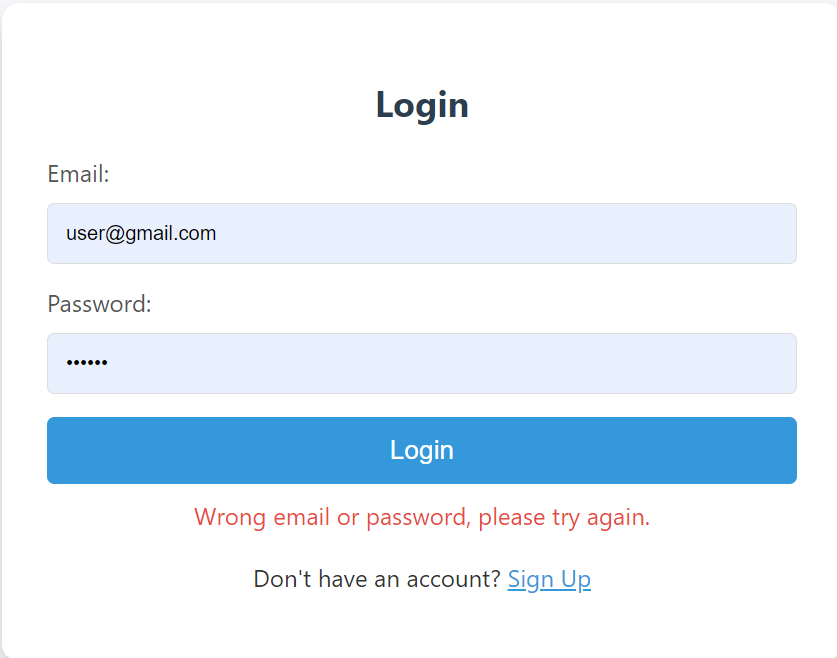 Login
Email:
user@gmail.com
Password:
••••••
Login
Wrong email or password, please try again.
Don't have an account? Sign Up